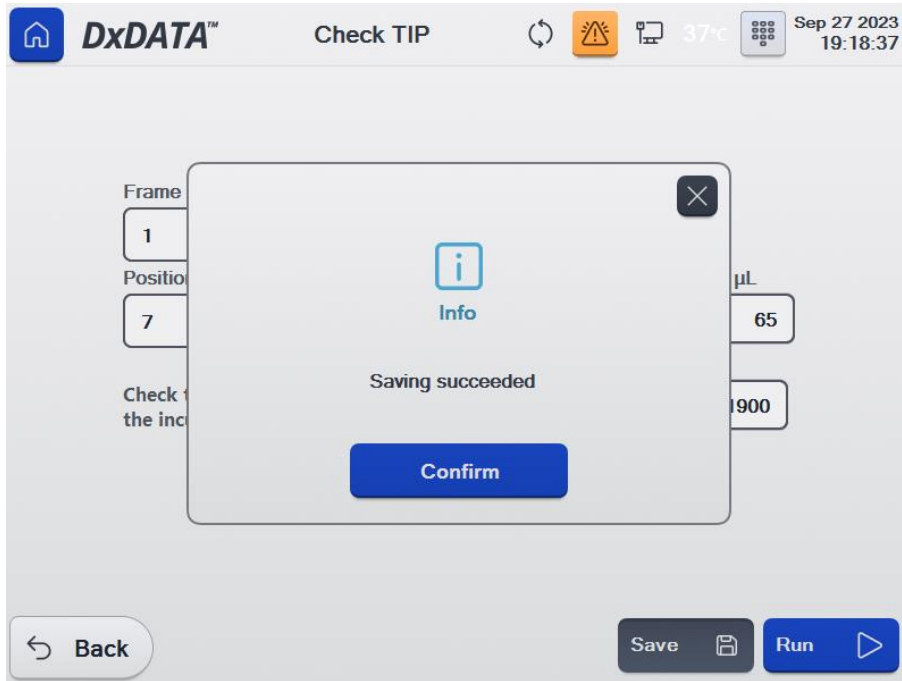 DxDATA™
Check TIP
37°C
Sep 27 2023
19:18:37
Frame
1
Position
7
µL
65
Info
Saving succeeded
Check t
the inc
1900
Confirm
Back
Save
Run